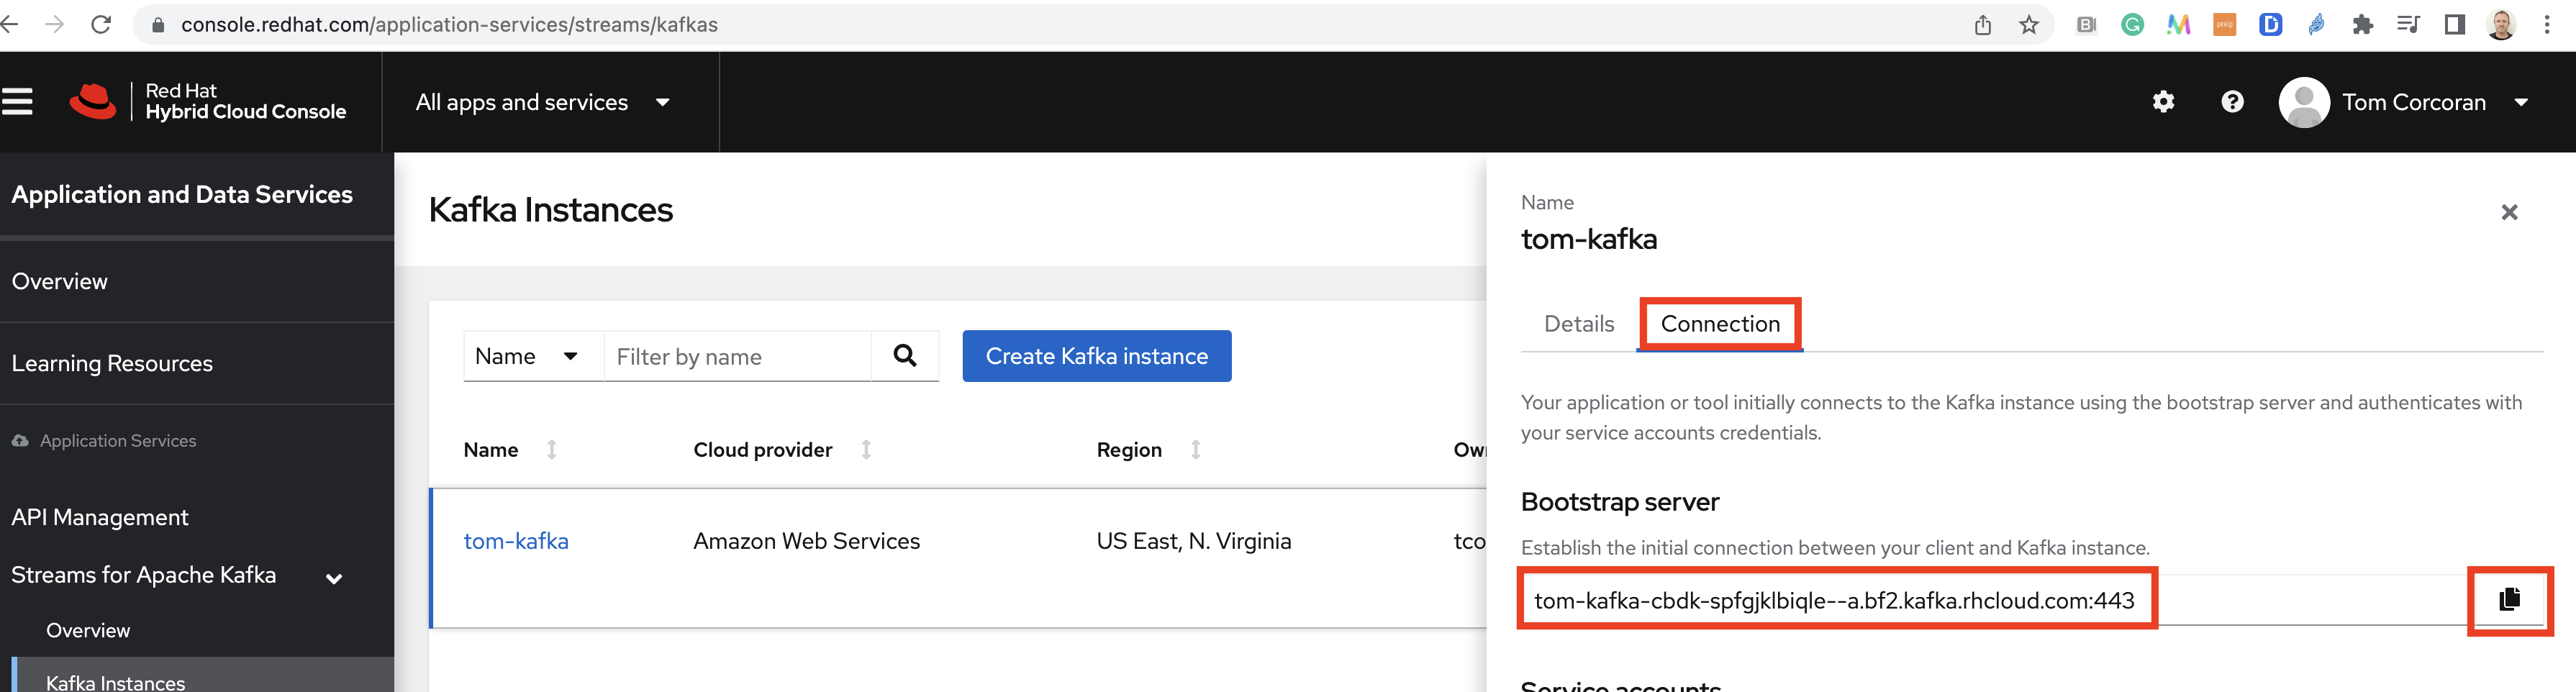 console.redhat.com/application-services/streams/kafkas
Red Hat
Hybrid Cloud Console
All apps and services
Tom Corcoran
Application and Data Services
Overview
Learning Resources
Application Services
API Management
Streams for Apache Kafka
Overview
Kafka Instances
Kafka Instances
Name
Filter by name
Create Kafka instance
Name Cloud provider Region
tom-kafka Amazon Web Services US East, N. Virginia tco
Name
tom-kafka
Details Connection
Your application or tool initially connects to the Kafka instance using the bootstrap server and authenticates with
your service accounts credentials.
Bootstrap server
Establish the initial connection between your client and Kafka instance.
tom-kafka-cbdk-spfgjklbiqle--a.bf2.kafka.rhcloud.com:443
Service accounts